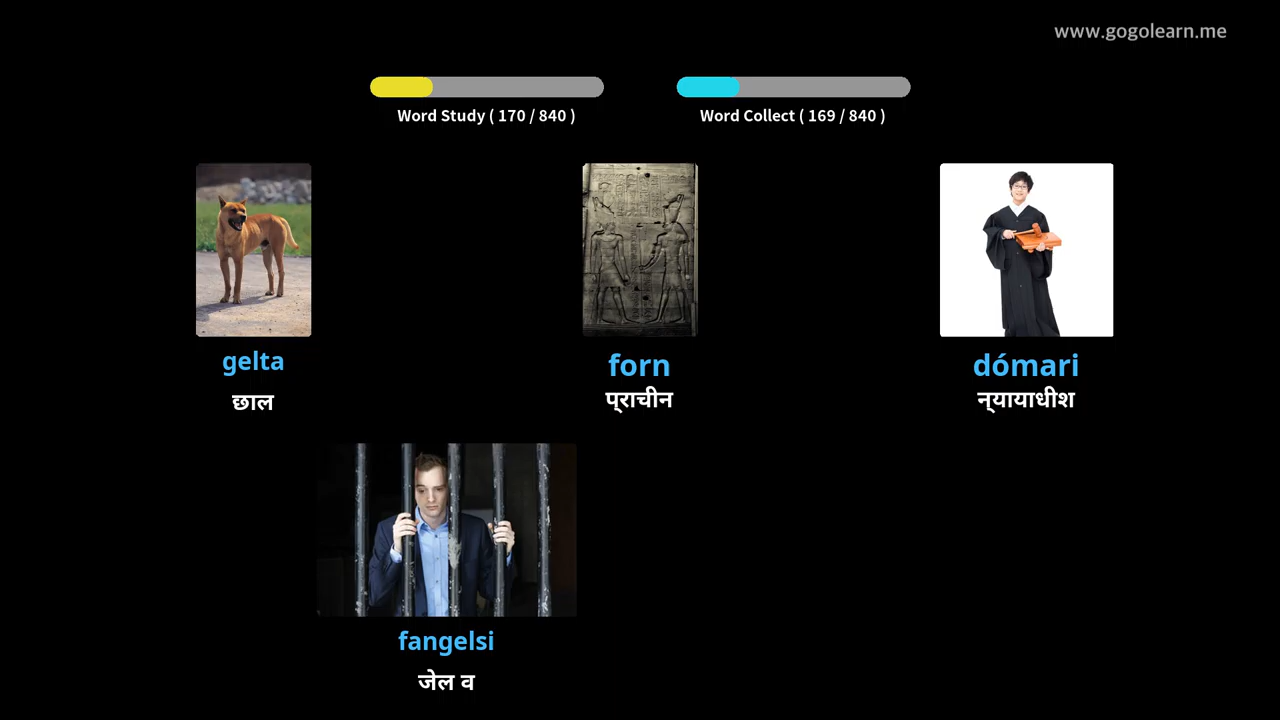 www.gogolearn.me
Word Study ( 170 / 840 )
Word Collect ( 169 / 840 )
gelta
छाल
forn
प्राचीन
dómari
न्यायाधीश
fangelsi
जेल व